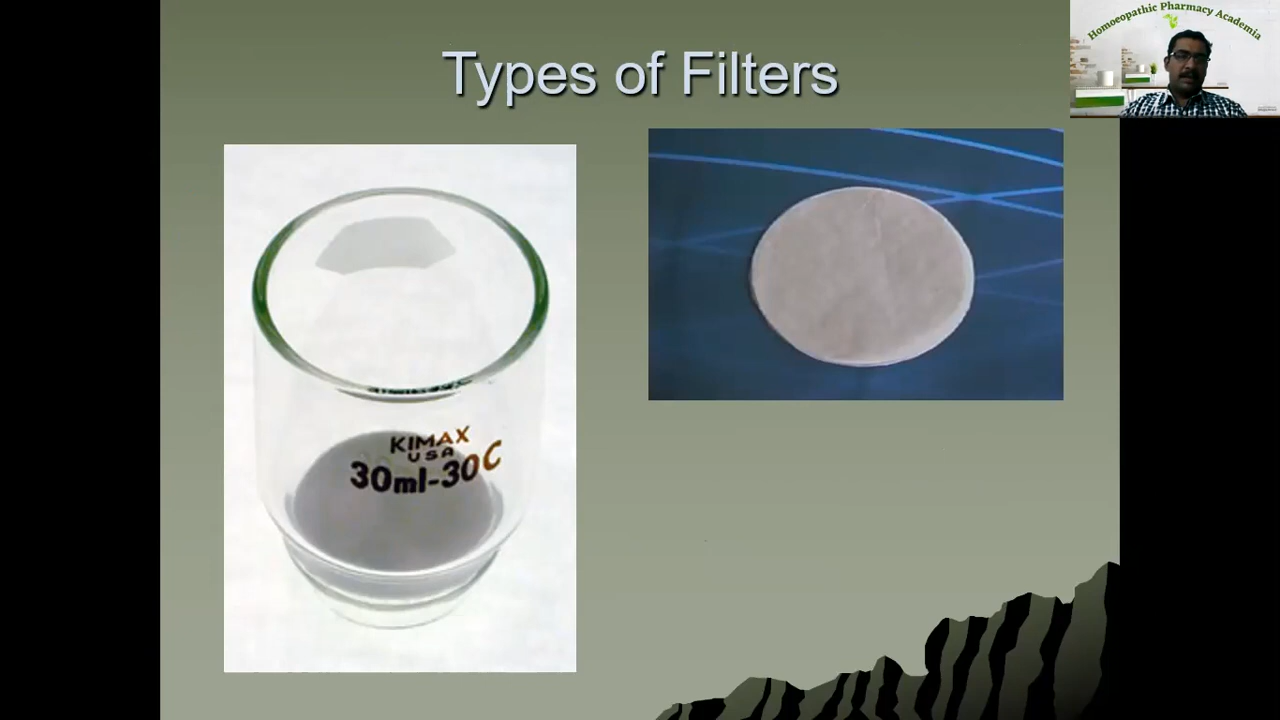 Types of Filters
Homoeopathic Pharmacy Academia
KIMAX
USA
30ml-30C